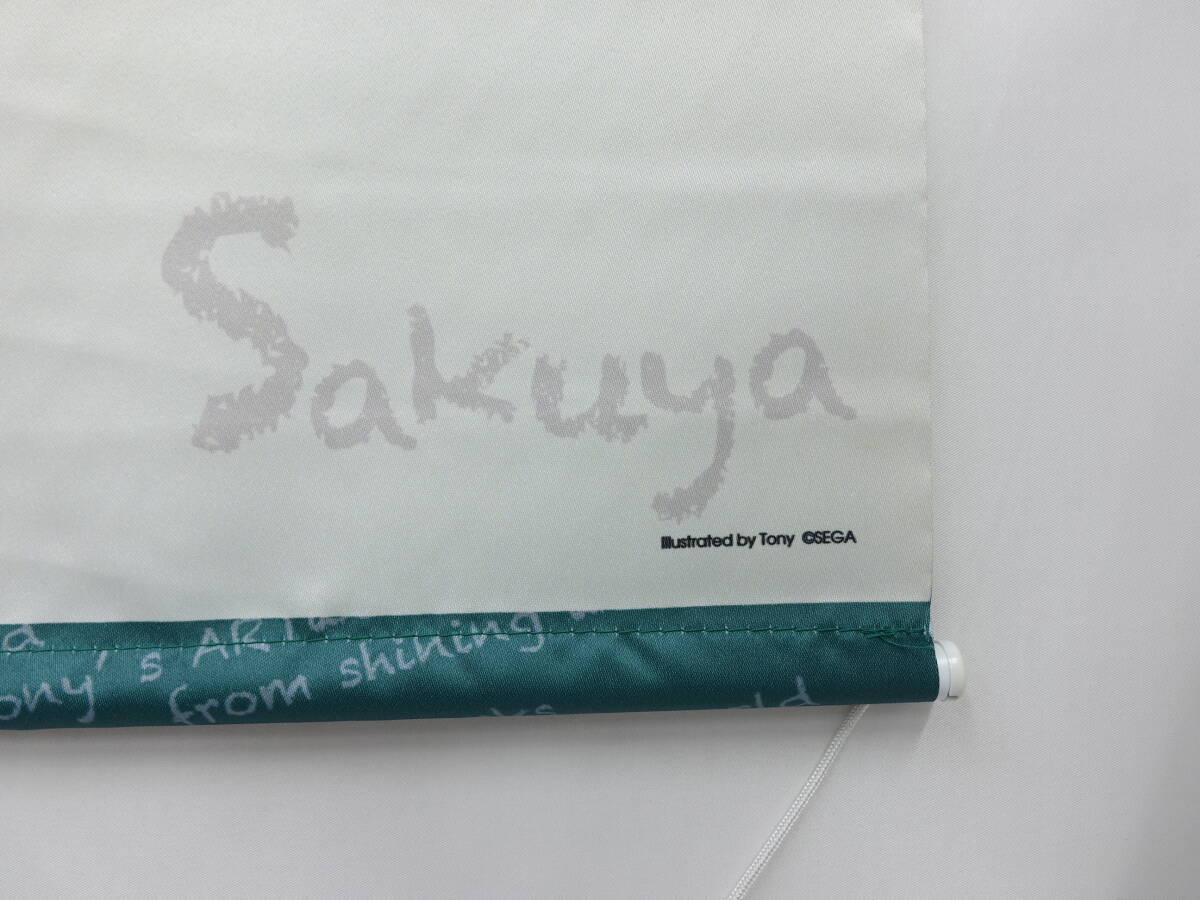 Sakuya
Illustrated by Tony ©SEGA
ony's ART
from shining